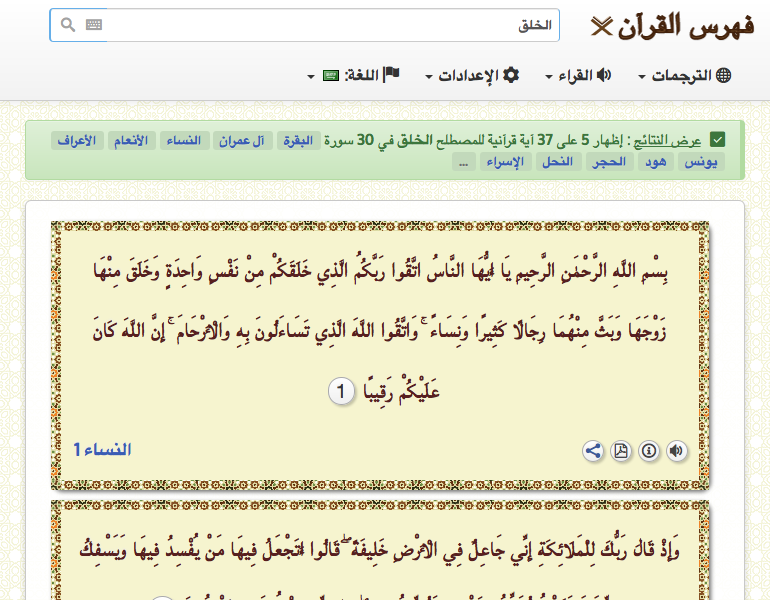 فهرس القرآن
الخلق
الترجمات
القراء
الإعدادات
اللغة:
عرض النتائج : إظهار 5 على 37 آية قرآنية للمصطلح الخلق في 30 سورة البقرة آل عمران النساء الأنعام الأعراف
يونس هود الحجر النحل الإسراء ...
بِسْمِ اللَّهِ الرَّحْمَنِ الرَّحِيمِ يَا أَيُّهَا النَّاسُ اتَّقُوا رَبَّكُمُ الَّذِي خَلَقَكُمْ مِنْ نَفْسٍ وَاحِدَةٍ وَخَلَقَ مِنْهَا
زَوْجَهَا وَبَثَّ مِنْهُمَا رِجَالًا كَثِيرًا وَنِسَاءً ۚ وَاتَّقُوا اللَّهَ الَّذِي تَسَاءَلُونَ بِهِ وَالْأَرْحَامَ ۚ إِنَّ اللَّهَ كَانَ
عَلَيْكُمْ رَقِيبًا 1
النساء 1
وَإِذْ قَالَ رَبُّكَ لِلْمَلَائِكَةِ إِنِّي جَاعِلٌ فِي الْأَرْضِ خَلِيفَةً ۖ قَالُوا أَتَجْعَلُ فِيهَا مَنْ يُفْسِدُ فِيهَا وَيَسْفِكُ